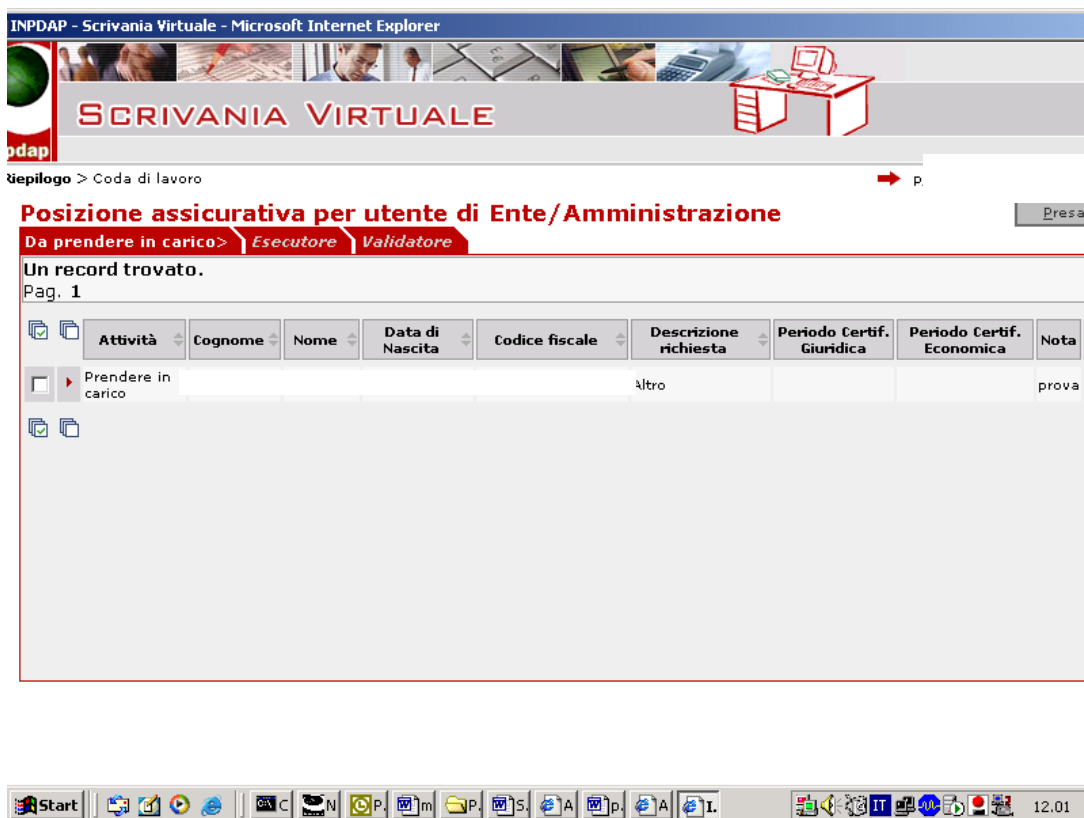 INPDAP - Scrivania Virtuale - Microsoft Internet Explorer
SCRIVANIA VIRTUALE
pdap
Riepilogo > Coda di lavoro
P.
Posizione assicurativa per utente di Ente/Amministrazione
Presa
Da prendere in carico> Esecutore Validatore
Un record trovato.
Pag. 1
Attività Cognome Nome Data di Nascita Codice fiscale Descrizione richiesta Periodo Certif. Giuridica Periodo Certif. Economica Nota
Prendere in carico Altro prova
Start C N P. m P. S. A p. A I. IT 12.01